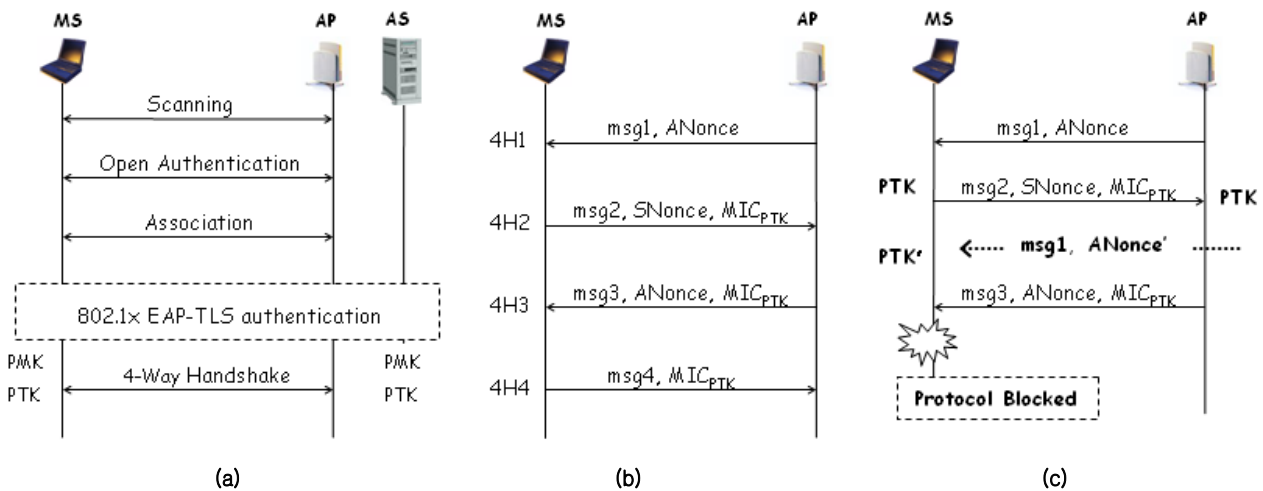 MS AP AS
Scanning
Open Authentication
Association
802.1x EAP-TLS authentication
PMK PMK
4-Way Handshake
PTK PTK
(a)
MS AP
4H1 msg1, ANonce
4H2 msg2, SNonce, MICPTK
4H3 msg3, ANonce, MICPTK
4H4 msg4, MICPTK
(b)
MS AP
msg1, ANonce
PTK msg2, SNonce, MICPTK PTK
PTK' msg1, ANonce'
msg3, ANonce, MICPTK
Protocol Blocked
(c)